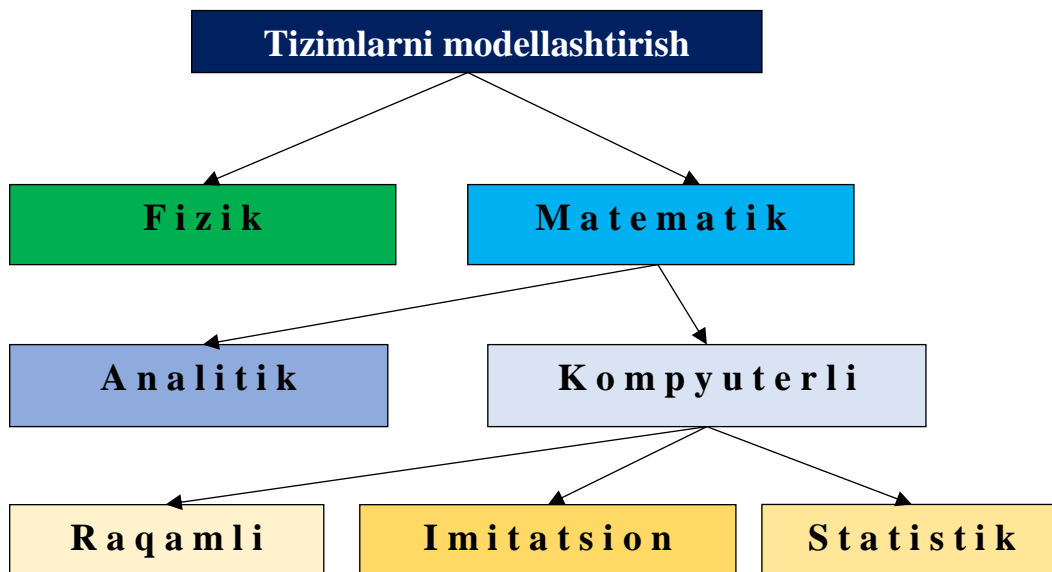 Tizimlarni modellashtirish
Fizik
Matematik
Analitik
Kompyuterli
Raqamli
Imitatsion
Statistik